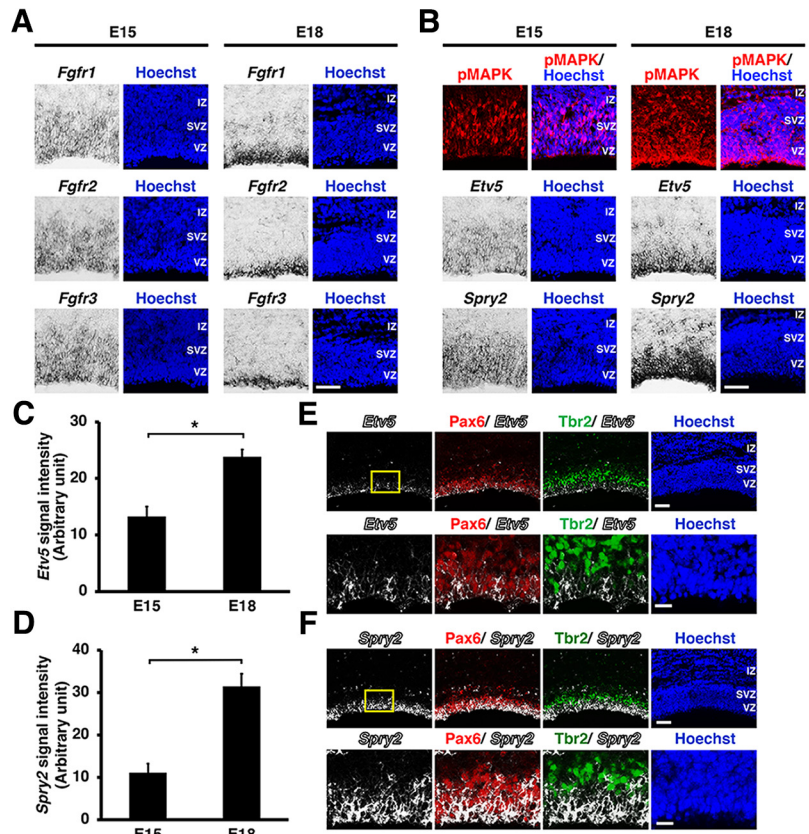 A
E15 E18
Fgfr1 Hoechst Fgfr1 Hoechst
IZ IZ
SVZ SVZ
VZ VZ
Fgfr2 Hoechst Fgfr2 Hoechst
IZ IZ
SVZ SVZ
VZ VZ
Fgfr3 Hoechst Fgfr3 Hoechst
IZ IZ
SVZ SVZ
VZ VZ
B
E15 E18
pMAPK pMAPK/ pMAPK pMAPK/
Hoechst Hoechst
IZ IZ
SVZ SVZ
VZ VZ
Etv5 Hoechst Etv5 Hoechst
IZ IZ
SVZ SVZ
VZ VZ
Spry2 Hoechst Spry2 Hoechst
IZ IZ
SVZ SVZ
VZ VZ
C
Etv5 signal intensity
(Arbitrary unit)
30
20
10
0
*
E15 E18
D
Spry2 signal intensity
(Arbitrary unit)
40
30
20
10
0
*
E15 E18
E
Etv5 Pax6/ Etv5 Tbr2/ Etv5 Hoechst
IZ
SVZ
VZ
Etv5 Pax6/ Etv5 Tbr2/ Etv5 Hoechst
F
Spry2 Pax6/ Spry2 Tbr2/ Spry2 Hoechst
IZ
SVZ
VZ
Spry2 Pax6/ Spry2 Tbr2/ Spry2 Hoechst